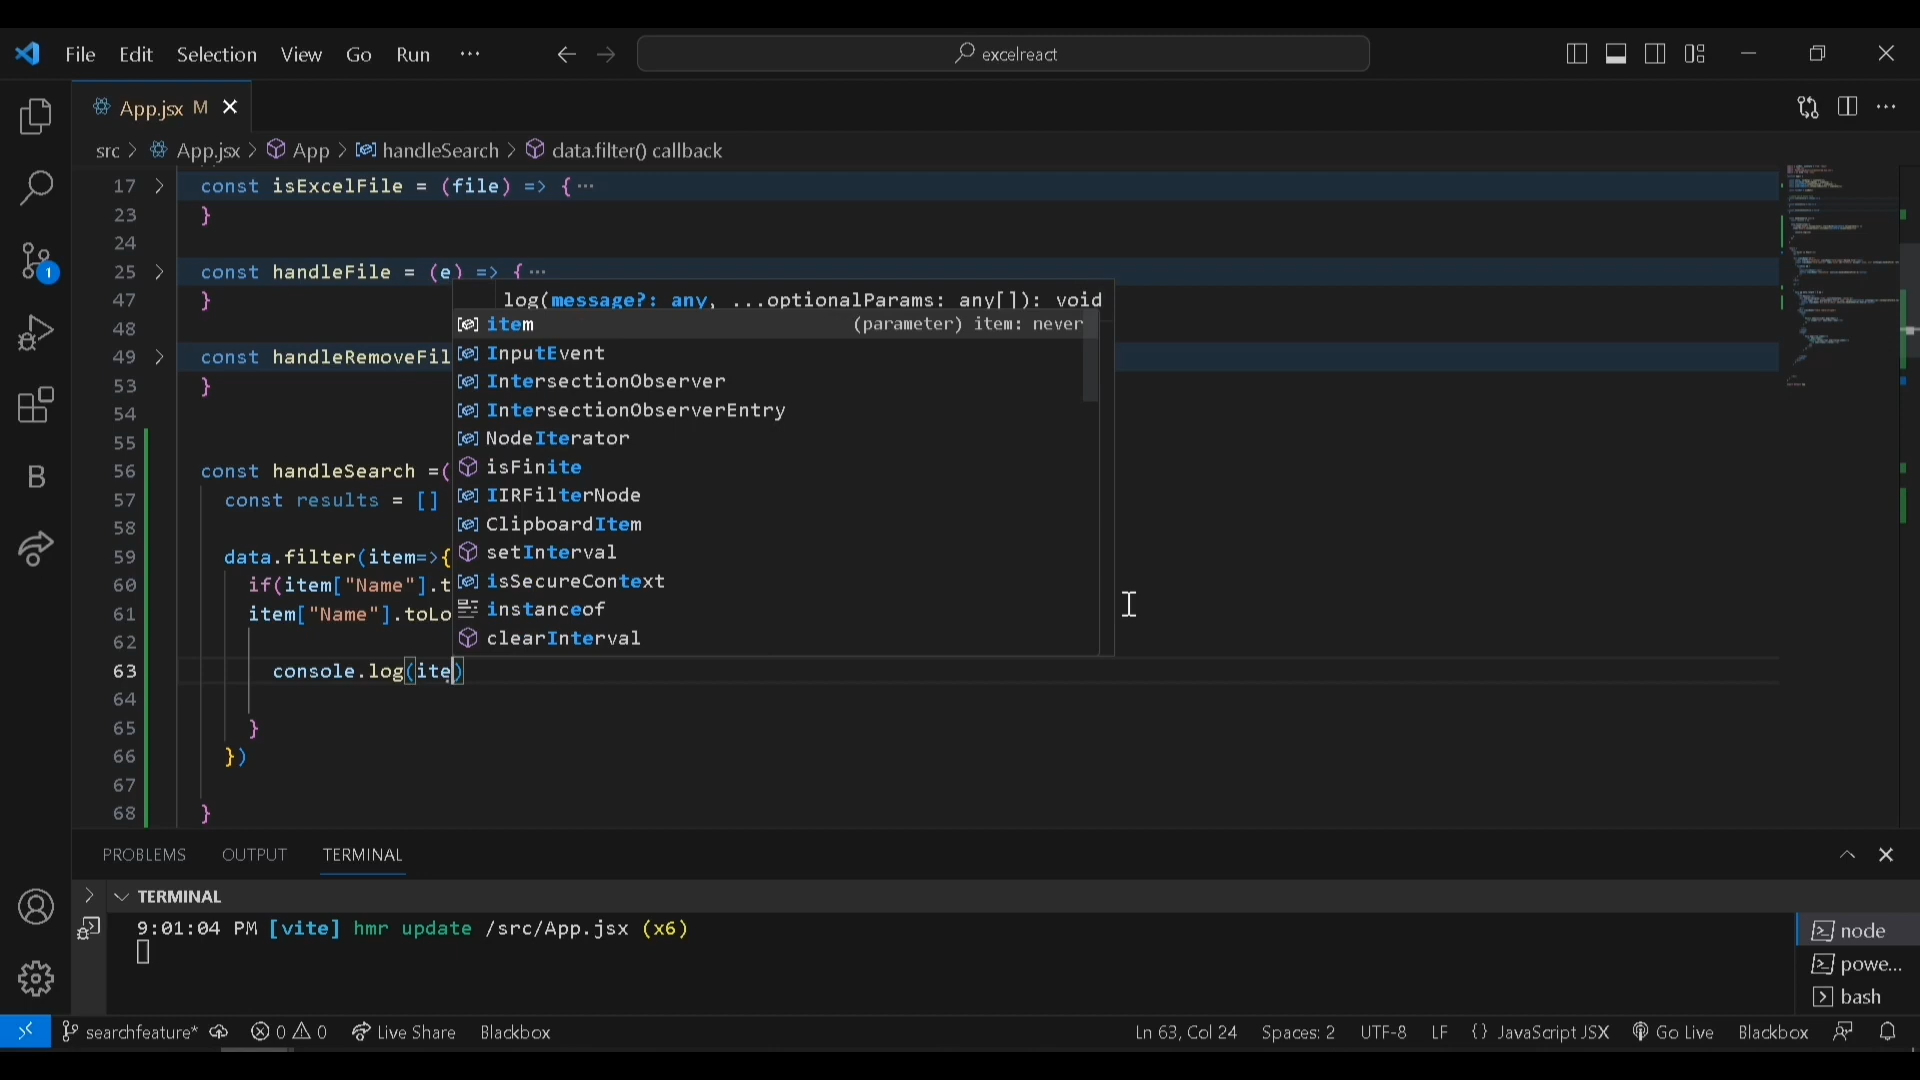 File Edit Selection View Go Run ··· excelreact
App.jsx M
src > App.jsx > App > handleSearch > data.filter() callback
17 const isExcelFile = (file) => {···
23 }
24
25 const handleFile = (e) => {···
47 }
48
49 const handleRemoveFil
53 }
54
55
56 const handleSearch =(
57 const results = []
58
59 data.filter(item=>{
60 if(item["Name"].t
61 item["Name"].toLo
62
63 console.log(ite)
64
65 }
66 })
67
68 }
log(message?: any, ...optionalParams: any[]): void
item (parameter) item: never
InputEvent
IntersectionObserver
IntersectionObserverEntry
NodeIterator
isFinite
IIRFilterNode
ClipboardItem
setInterval
isSecureContext
instanceof
clearInterval
1
B
PROBLEMS OUTPUT TERMINAL
TERMINAL
9:01:04 PM [vite] hmr update /src/App.jsx (x6)
node
powe...
bash
searchfeature* 0 0 Live Share Blackbox Ln 63, Col 24 Spaces: 2 UTF-8 LF {} JavaScript JSX Go Live Blackbox